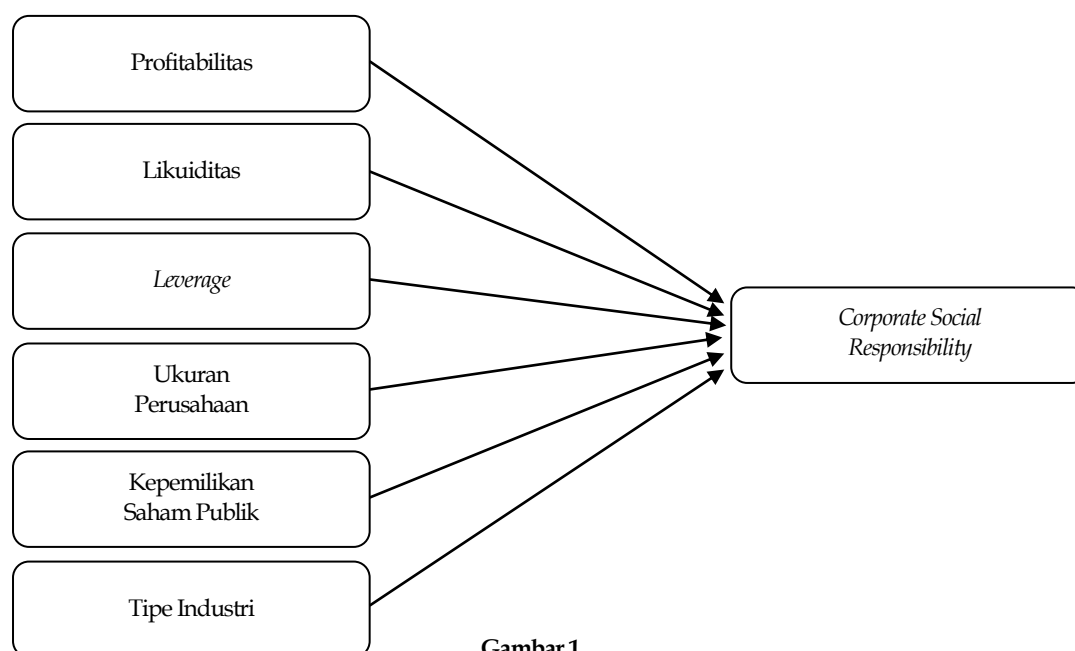 Profitabilitas
Likuiditas
Leverage
Ukuran
Perusahaan
Kepemilikan
Saham Publik
Tipe Industri
Corporate Social
Responsibility
Gambar 1